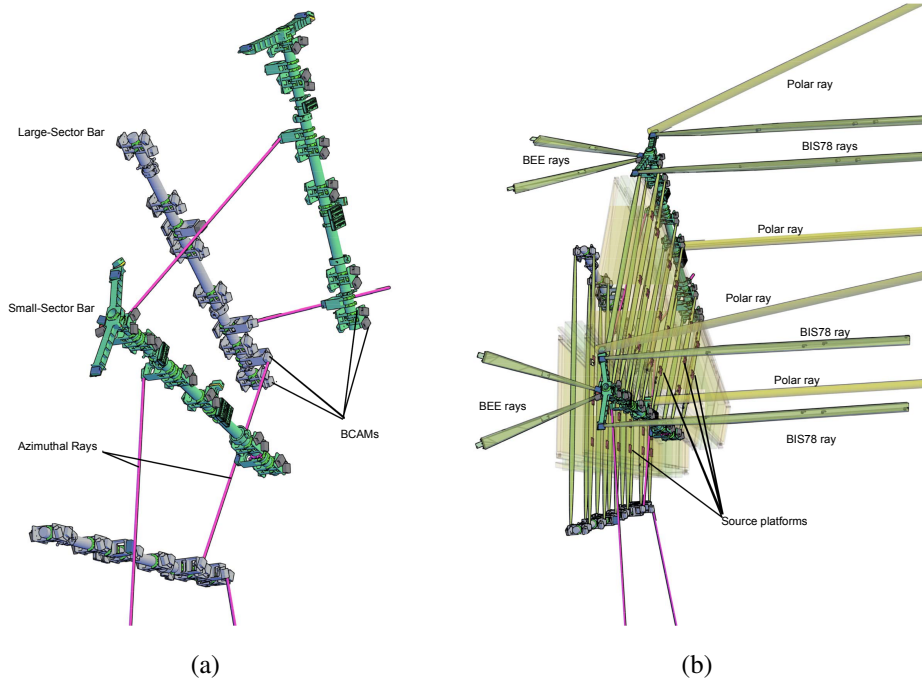 Large-Sector Bar
Small-Sector Bar
Azimuthal Rays
BCAMs
(a)
Polar ray
BEE rays
BIS78 rays
Polar ray
Polar ray
BIS78 ray
Polar ray
BEE rays
BIS78 ray
Source platforms
(b)